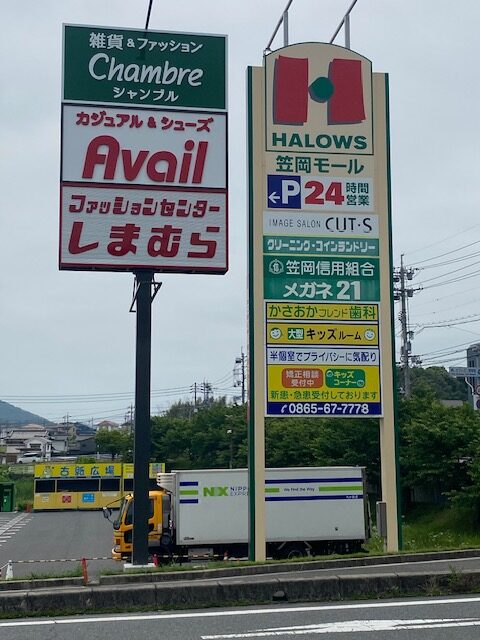 雑貨&ファッション
Chambre
シャンブル
カジュアル&シューズ
Avail
ファッションセンター
しまむら
H
HALOWS
笠岡モール
←P 24時間営業
IMAGE SALON CUT·S
クリーニング・コインランドリー
笠岡信用組合
メガネ21
かさおかフレンド歯科
大型 キッズルーム
半個室でプライバシーに気配り
矯正相談受付中
キッズコーナー
新患・急患受付しております
0865-67-7778
古紙広場
NX NIPPON EXPRESS
We Find the Way